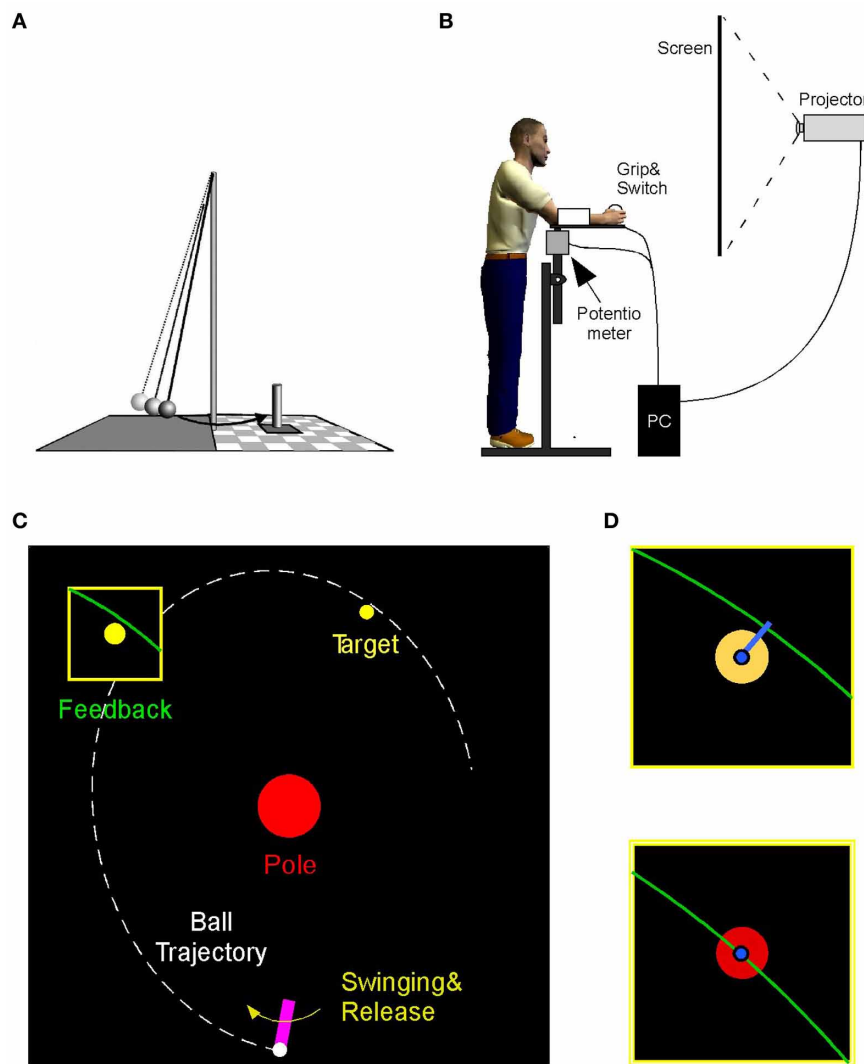 A
B
Screen
Projector
Grip&
Switch
Potentio
meter
PC
C
D
Target
Feedback
Pole
Ball
Trajectory
Swinging&
Release